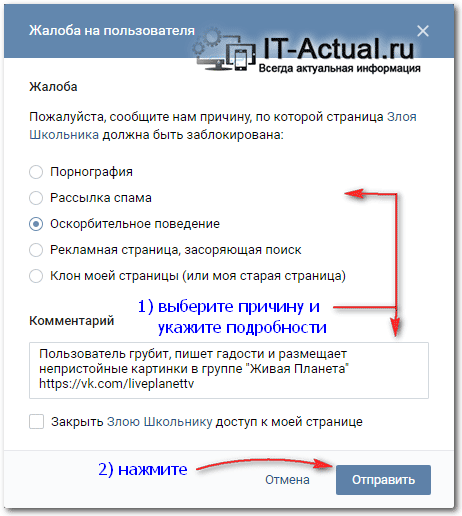 Жалоба на пользователя
IT-Actual.ru
Всегда актуальная информация
Жалоба
Пожалуйста, сообщите нам причину, по которой страница Злоя
Школьника должна быть заблокирована:
Порнография
Рассылка спама
Оскорбительное поведение
Рекламная страница, засоряющая поиск
Клон моей страницы (или моя старая страница)
1) выберите причину и
укажите подробности
Комментарий
Пользователь грубит, пишет гадости и размещает
непристойные картинки в группе "Живая Планета"
https://vk.com/liveplanettv
Закрыть Злою Школьнику доступ к моей странице
2) нажмите
Отмена
Отправить